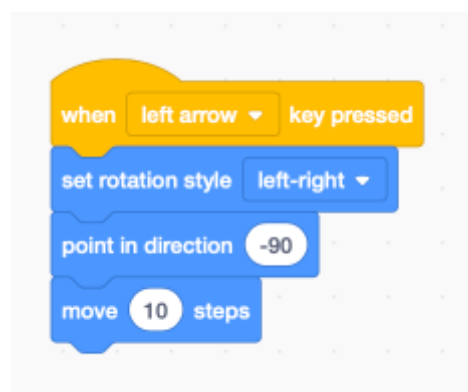 when left arrow key pressed
set rotation style left-right
point in direction -90
move 10 steps